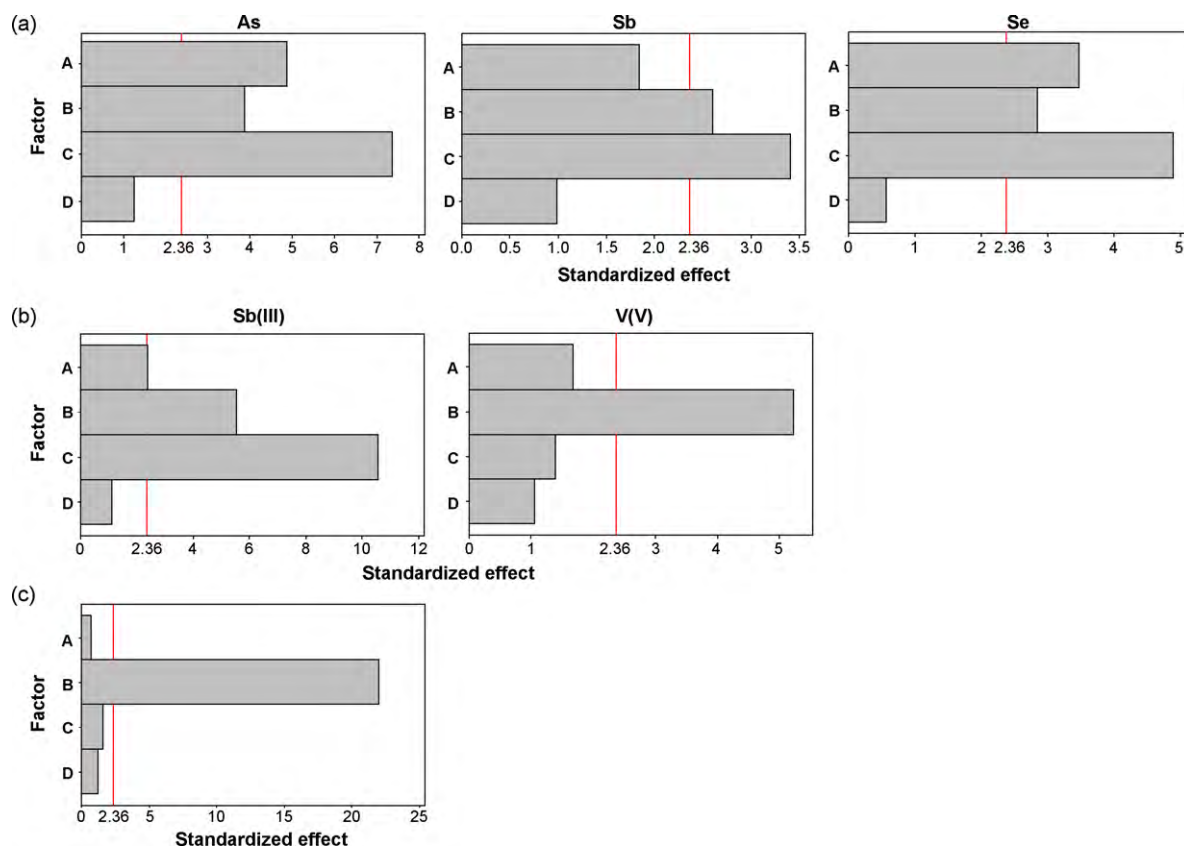 (a)
As
Sb
Se
Factor
A
B
C
D
A
B
C
D
A
B
C
D
0 1 2.36 3 4 5 6 7 8
0.0 0.5 1.0 1.5 2.0 2.36 3.0 3.5
0 1 2 2.36 3 4 5
Standardized effect
(b)
Sb(III)
V(V)
Factor
A
B
C
D
A
B
C
D
0 2.36 4 6 8 10 12
0 1 2.36 3 4 5
Standardized effect
(c)
Factor
A
B
C
D
0 2.36 5 10 15 20 25
Standardized effect